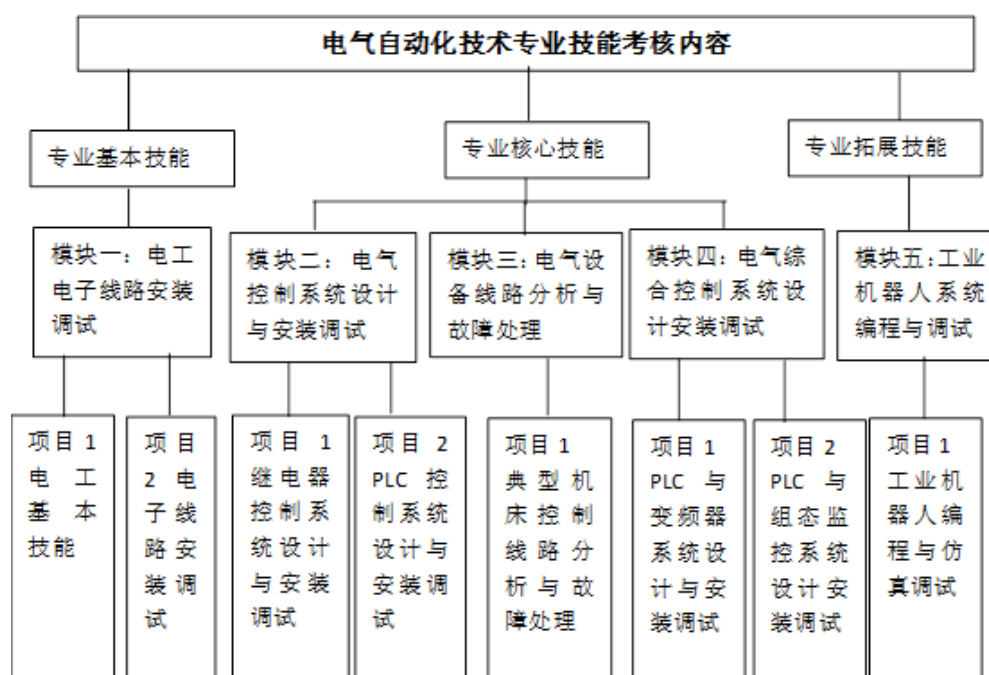 电气自动化技术专业技能考核内容
专业基本技能
专业核心技能
专业拓展技能
模块一：电工
电子线路安装
调试
模块二：电气
控制系统设计
与安装调试
模块三：电气设
备线路分析与
故障处理
模块四：电气综
合控制系统设
计安装调试
模块五：工业
机器人系统
编程与调试
项目1
电工
基本
技能
项目
2电
子线
路安
装调
试
项目1
继电器
控制系
统设计
与安装
调试
项目2
PLC控
制系统
设计与
安装调
试
项目1
典型机
床控制
线路分
析与故
障处理
项目1
PLC与
变频器
系统设
计与安
装调试
项目2
PLC与
组态监
控系统
设计安
装调试
项目1
工业机
器人编
程与仿
真调试